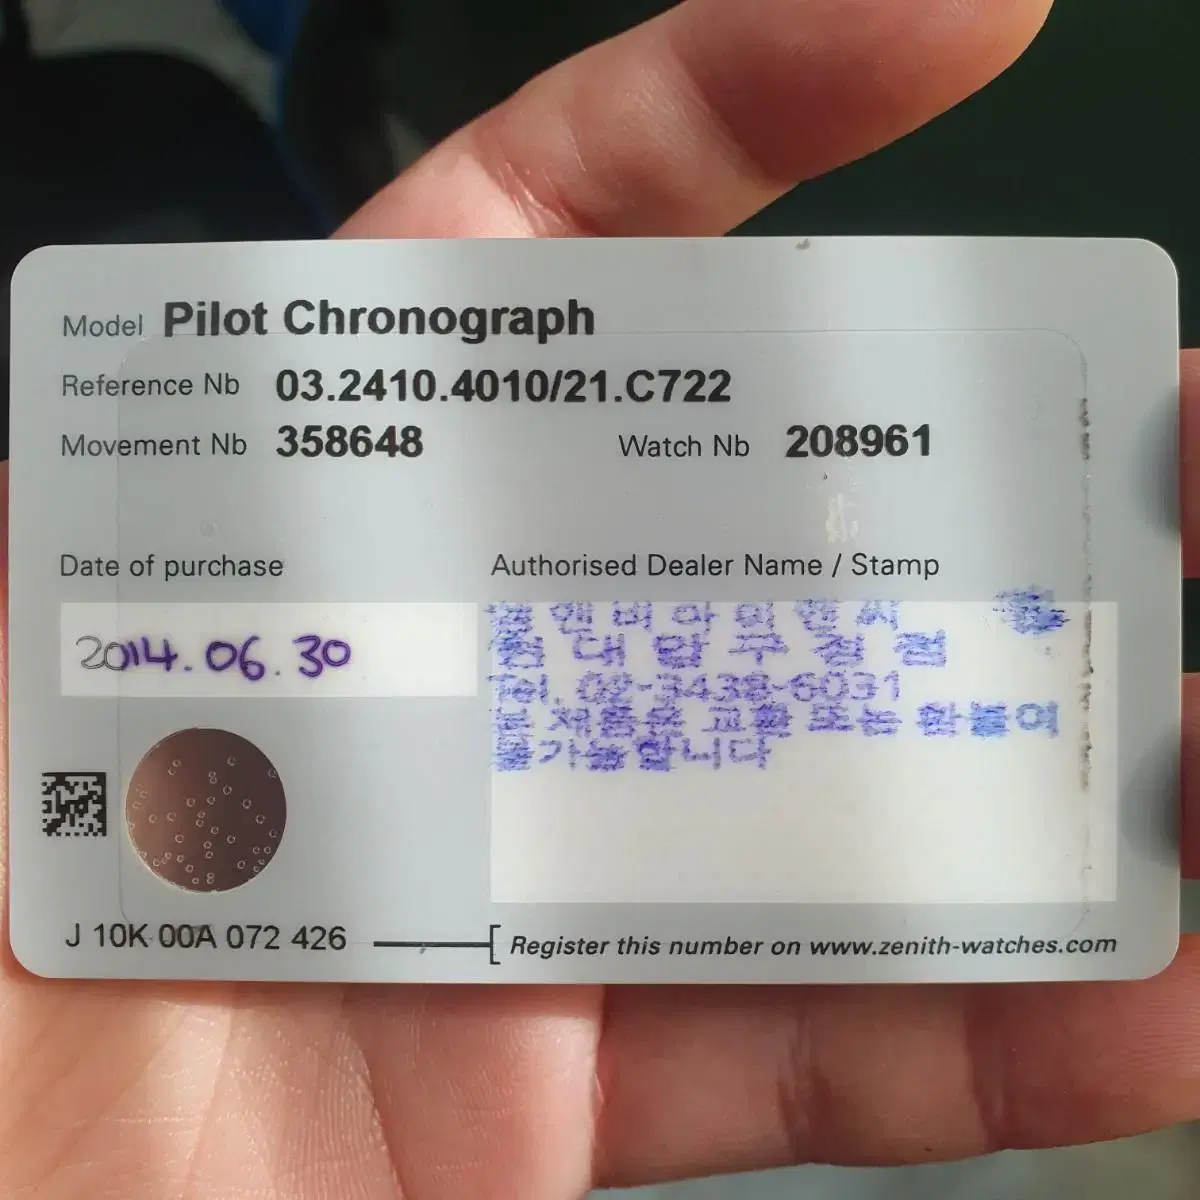 Model Pilot Chronograph
Reference Nb 03.2410.4010/21.C722
Movement Nb 358648 Watch Nb 208961
Date of purchase Authorised Dealer Name / Stamp
2014.06.30
현대압구정점
Tel. 02-3438-6031
본 제품은 교환 또는 환불이
불가능합니다
J 10K 00A 072 426 Register this number on www.zenith-watches.com